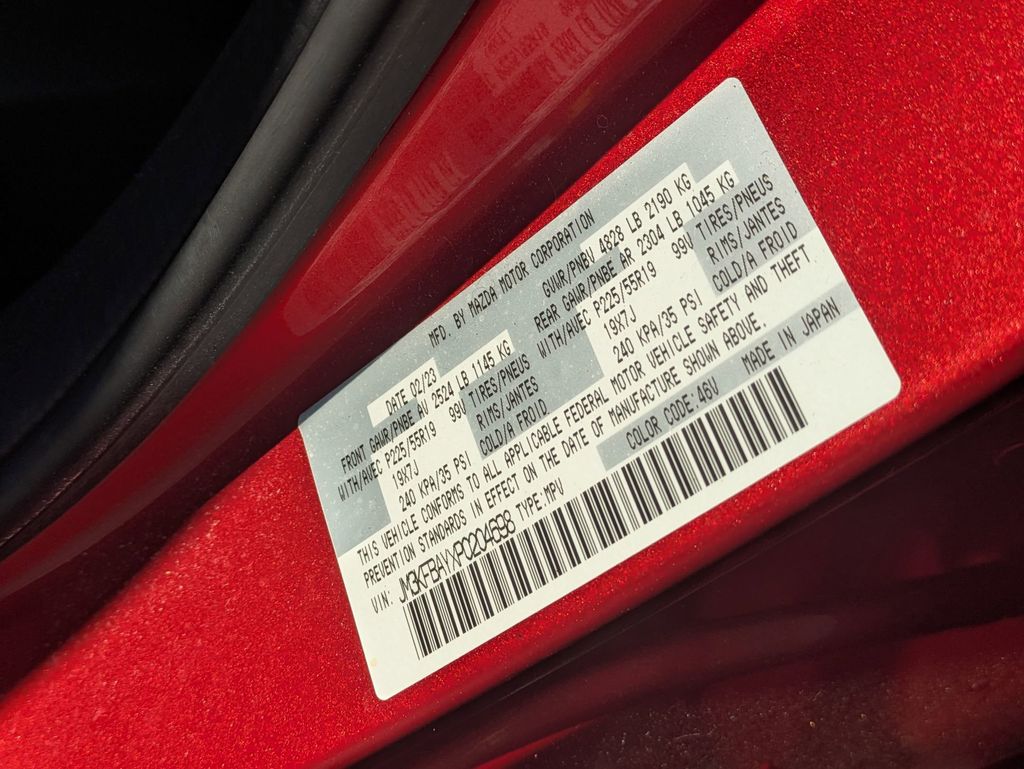 MFD. BY MAZDA MOTOR CORPORATION
DATE 02/23
GVWR/PNBV 4828 LB 2190 KG
FRONT GAWR/PNBE AV 2524 LB 1145 KG
REAR GAWR/PNBE AR 2304 LB 1045 KG
WITH/AVEC P225/55R19 99V TIRES/PNEUS
WITH/AVEC P225/55R19 99V TIRES/PNEUS
19X7J RIMS/JANTES
19X7J RIMS/JANTES
240 KPA/35 PSI COLD/A FROID
240 KPA/35 PSI COLD/A FROID
THIS VEHICLE CONFORMS TO ALL APPLICABLE FEDERAL MOTOR VEHICLE SAFETY AND THEFT
PREVENTION STANDARDS IN EFFECT ON THE DATE OF MANUFACTURE SHOWN ABOVE.
COLOR CODE:46V MADE IN JAPAN
VIN: JM3KFBAYXP0204598 TYPE:MPV